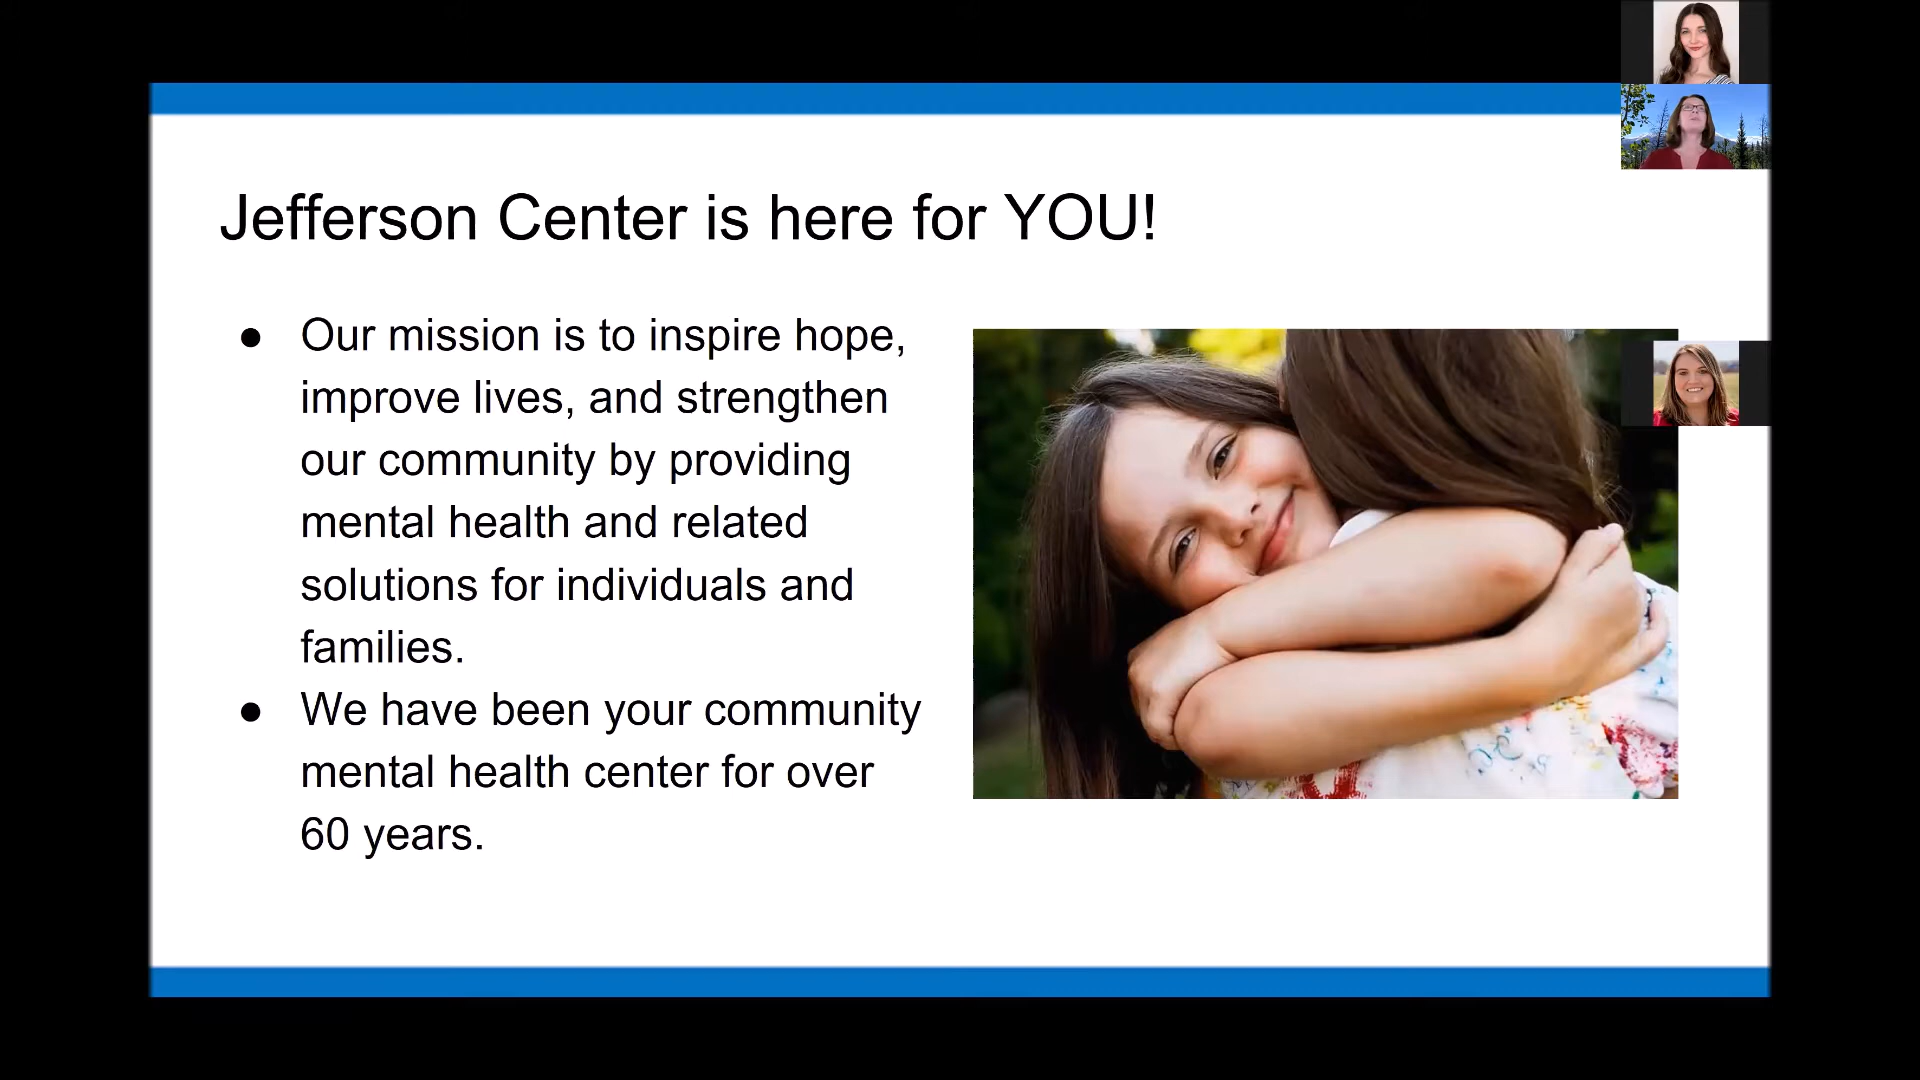 Jefferson Center is here for YOU!
● Our mission is to inspire hope,
improve lives, and strengthen
our community by providing
mental health and related
solutions for individuals and
families.
● We have been your community
mental health center for over
60 years.